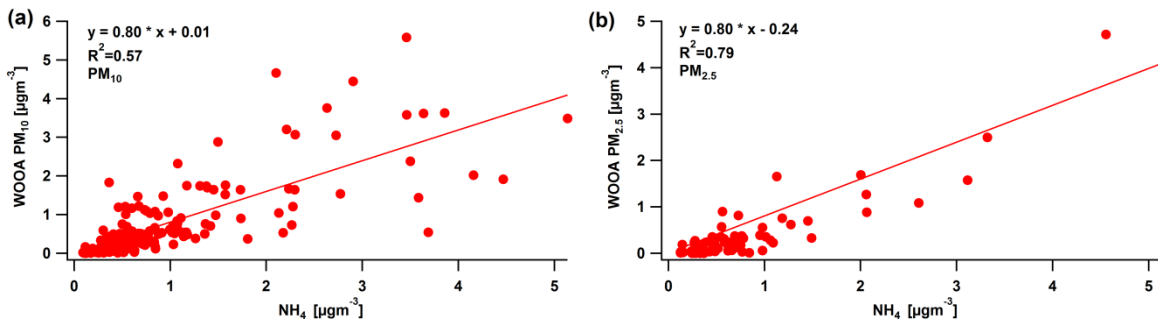 (a)
y = 0.80 * x + 0.01
R²=0.57
PM₁₀
WOOA PM₁₀ [µgm⁻³]
6
5
4
3
2
1
0
0 1 2 3 4 5
NH₄ [µgm⁻³]
(b)
y = 0.80 * x - 0.24
R²=0.79
PM₂.₅
WOOA PM₂.₅ [µgm⁻³]
5
4
3
2
1
0
0 1 2 3 4 5
NH₄ [µgm⁻³]